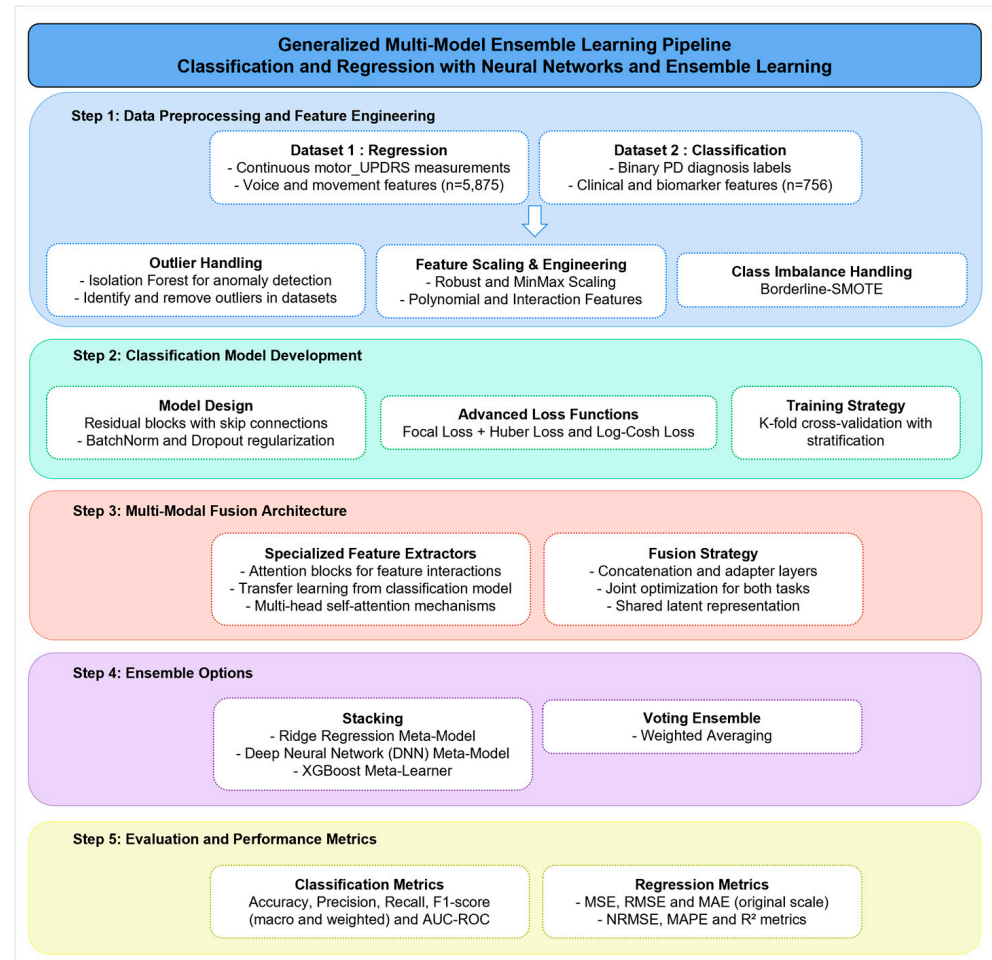 Generalized Multi-Model Ensemble Learning Pipeline
Classification and Regression with Neural Networks and Ensemble Learning
Step 1: Data Preprocessing and Feature Engineering
Dataset 1 : Regression
- Continuous motor_UPDRS measurements
- Voice and movement features (n=5,875)
Dataset 2 : Classification
- Binary PD diagnosis labels
- Clinical and biomarker features (n=756)
Outlier Handling
- Isolation Forest for anomaly detection
- Identify and remove outliers in datasets
Feature Scaling & Engineering
- Robust and MinMax Scaling
- Polynomial and Interaction Features
Class Imbalance Handling
Borderline-SMOTE
Step 2: Classification Model Development
Model Design
Residual blocks with skip connections
- BatchNorm and Dropout regularization
Advanced Loss Functions
Focal Loss + Huber Loss and Log-Cosh Loss
Training Strategy
K-fold cross-validation with
stratification
Step 3: Multi-Modal Fusion Architecture
Specialized Feature Extractors
- Attention blocks for feature interactions
- Transfer learning from classification model
- Multi-head self-attention mechanisms
Fusion Strategy
- Concatenation and adapter layers
- Joint optimization for both tasks
- Shared latent representation
Step 4: Ensemble Options
Stacking
- Ridge Regression Meta-Model
- Deep Neural Network (DNN) Meta-Model
- XGBoost Meta-Learner
Voting Ensemble
- Weighted Averaging
Step 5: Evaluation and Performance Metrics
Classification Metrics
Accuracy, Precision, Recall, F1-score
(macro and weighted) and AUC-ROC
Regression Metrics
- MSE, RMSE and MAE (original scale)
- NRMSE, MAPE and R² metrics